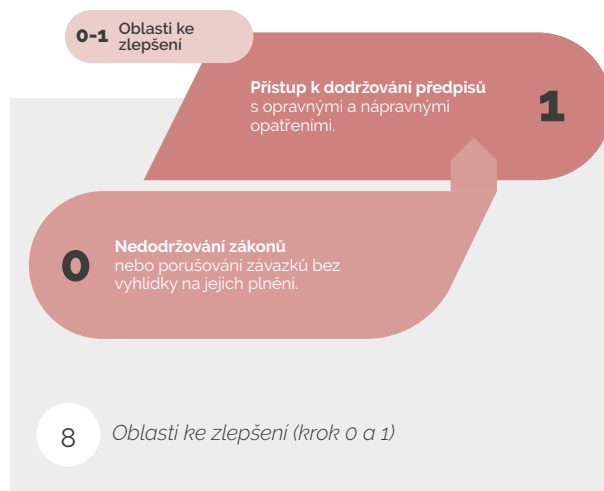 0-1 Oblasti ke
zlepšení
Přístup k dodržování předpisů
s opravnými a nápravnými
opatřeními.
1
0
Nedodržování zákonů
nebo porušování závazků bez
vyhlídky na jejich plnění.
8 Oblasti ke zlepšení (krok 0 a 1)